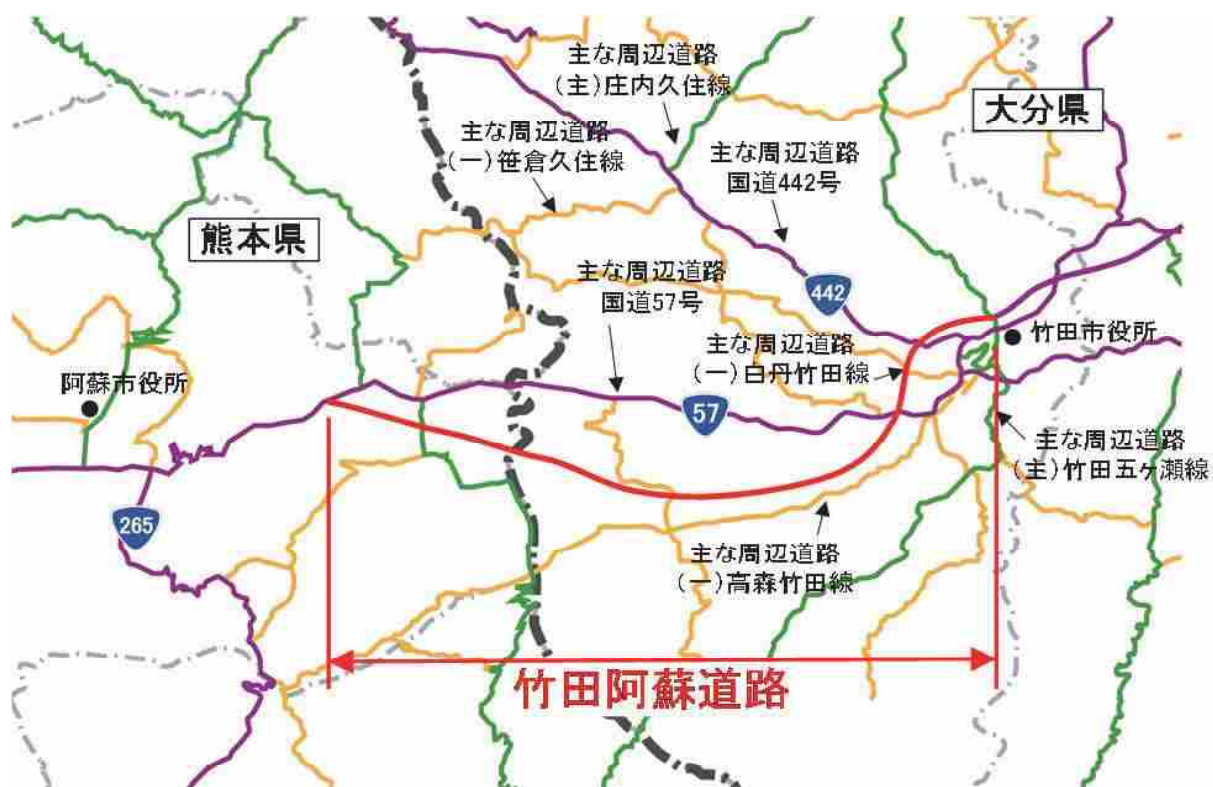 主な周辺道路
(主)庄内久住線
大分県
主な周辺道路
(一)笹倉久住線
主な周辺道路
国道442号
熊本県
主な周辺道路
国道57号
442
竹田市役所
主な周辺道路
(一)白丹竹田線
阿蘇市役所
57
主な周辺道路
(主)竹田五ヶ瀬線
265
主な周辺道路
(一)高森竹田線
竹田阿蘇道路